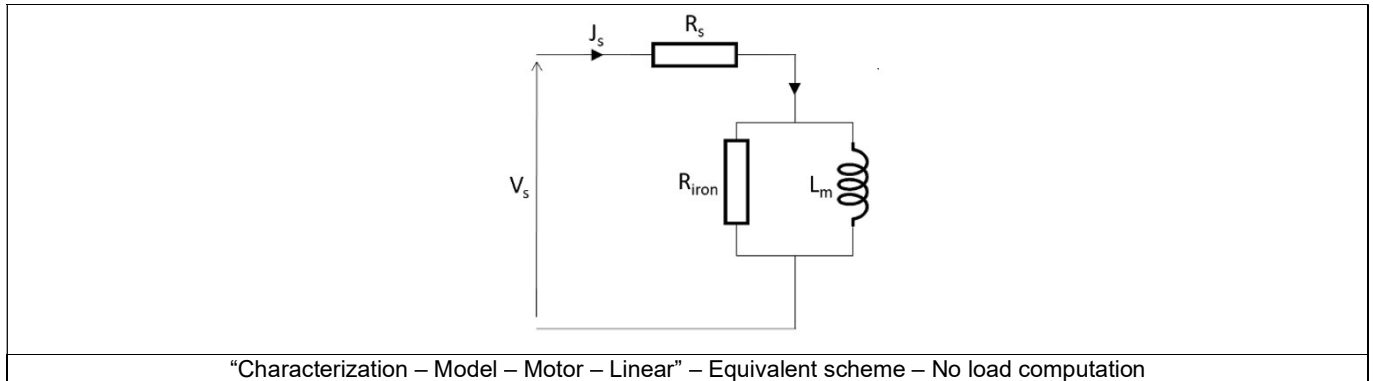 J_s
R_s
V_s
R_iron
L_m
“Characterization – Model – Motor – Linear” – Equivalent scheme – No load computation